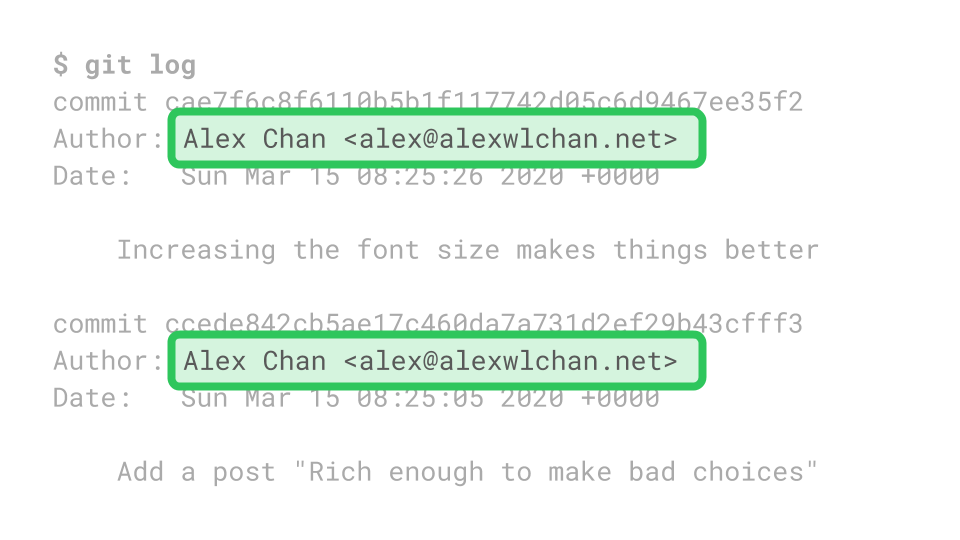 $ git log
commit cae7f6c8f6110b5b1f117742d05c6d9467ee35f2
Author: Alex Chan <alex@alexwlchan.net>
Date:   Sun Mar 15 08:25:26 2020 +0000
Increasing the font size makes things better
commit ccede842cb5ae17c460da7a731d2ef29b43cfff3
Author: Alex Chan <alex@alexwlchan.net>
Date:   Sun Mar 15 08:25:05 2020 +0000
Add a post "Rich enough to make bad choices"